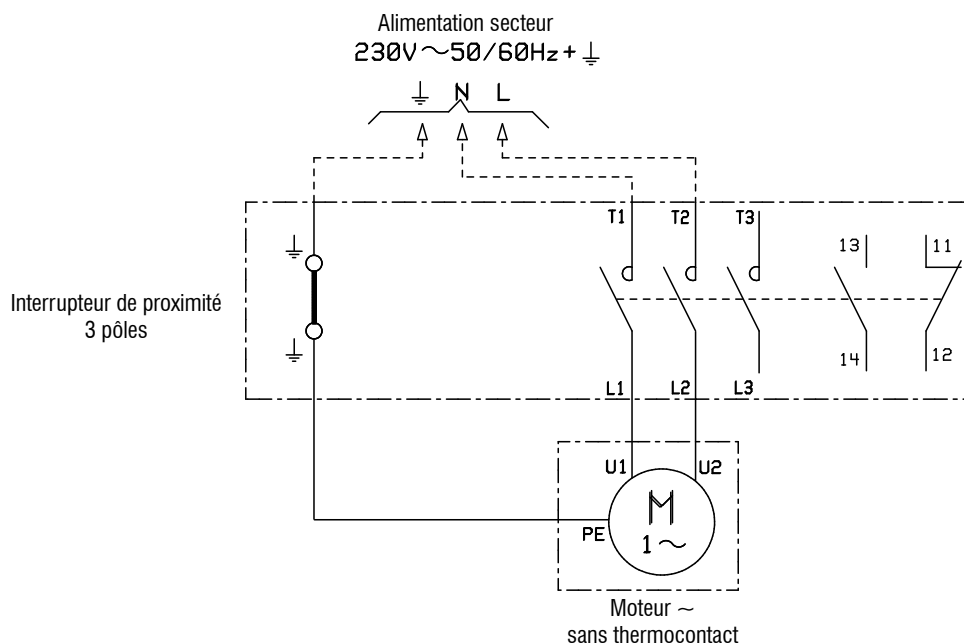 Alimentation secteur
230V ~ 50/60Hz + ⏚
⏚ N L
T1 T2 T3
13 11
Interrupteur de proximité
3 pôles
14 12
L1 L2 L3
U1 U2
M
PE
1 ~
Moteur ~
sans thermocontact